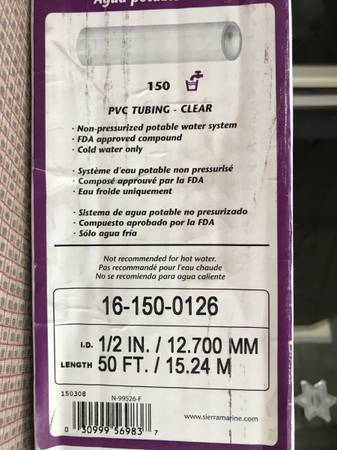 Agua potable
150
PVC TUBING - CLEAR
· Non-pressurized potable water system
· FDA approved compound
· Cold water only
· Système d'eau potable non pressurisé
· Composé approuvé par la FDA
· Eau froide uniquement
· Sistema de agua potable no presurizado
· Compuesto aprobado por la FDA
· Sólo agua fría
Not recommended for hot water.
Pas recommandé pour l'eau chaude
No se recomienda para agua caliente
16-150-0126
I.D. 1/2 IN. / 12.700 MM
LENGTH 50 FT. / 15.24 M
150308 N-99526-F
www.sierramarine.com
0 30999 56983 7